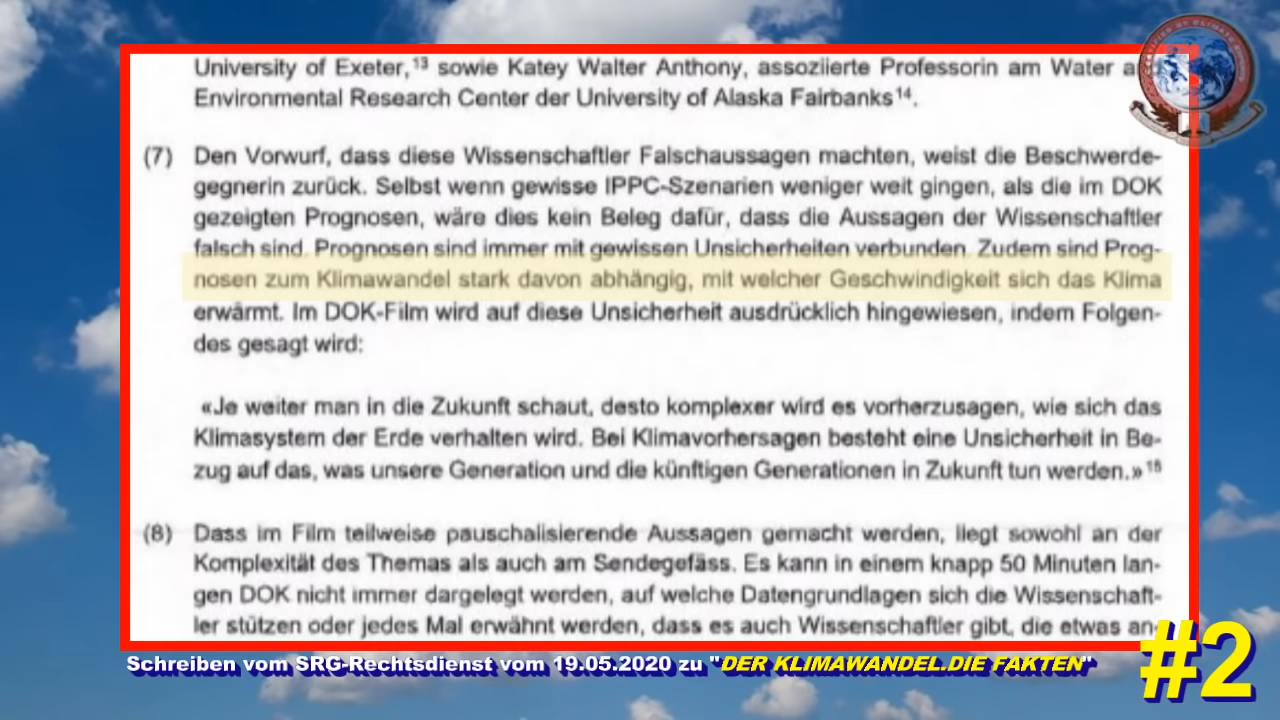 University of Exeter,¹³ sowie Katey Walter Anthony, assoziierte Professorin am Water
Environmental Research Center der University of Alaska Fairbanks¹⁴.
(7) Den Vorwurf, dass diese Wissenschaftler Falschaussagen machten, weist die Beschwerde-
gegnerin zurück. Selbst wenn gewisse IPPC-Szenarien weniger weit gingen, als die im DOK
gezeigten Prognosen, wäre dies kein Beleg dafür, dass die Aussagen der Wissenschaftler
falsch sind. Prognosen sind immer mit gewissen Unsicherheiten verbunden. Zudem sind Prog-
nosen zum Klimawandel stark davon abhängig, mit welcher Geschwindigkeit sich das Klima
erwärmt. Im DOK-Film wird auf diese Unsicherheit ausdrücklich hingewiesen, indem Folgen-
des gesagt wird:
«Je weiter man in die Zukunft schaut, desto komplexer wird es vorherzusagen, wie sich das
Klimasystem der Erde verhalten wird. Bei Klimavorhersagen besteht eine Unsicherheit in Be-
zug auf das, was unsere Generation und die künftigen Generationen in Zukunft tun werden.»¹⁵
(8) Dass im Film teilweise pauschalisierende Aussagen gemacht werden, liegt sowohl an der
Komplexität des Themas als auch am Sendegefäss. Es kann in einem knapp 50 Minuten lan-
gen DOK nicht immer dargelegt werden, auf welche Datengrundlagen sich die Wissenschaft-
ler stützen oder jedes Mal erwähnt werden, dass es auch Wissenschaftler gibt, die etwas an-
Schreiben vom SRG-Rechtsdienst vom 19.05.2020 zu "DER KLIMAWANDEL.DIE FAKTEN"
#2